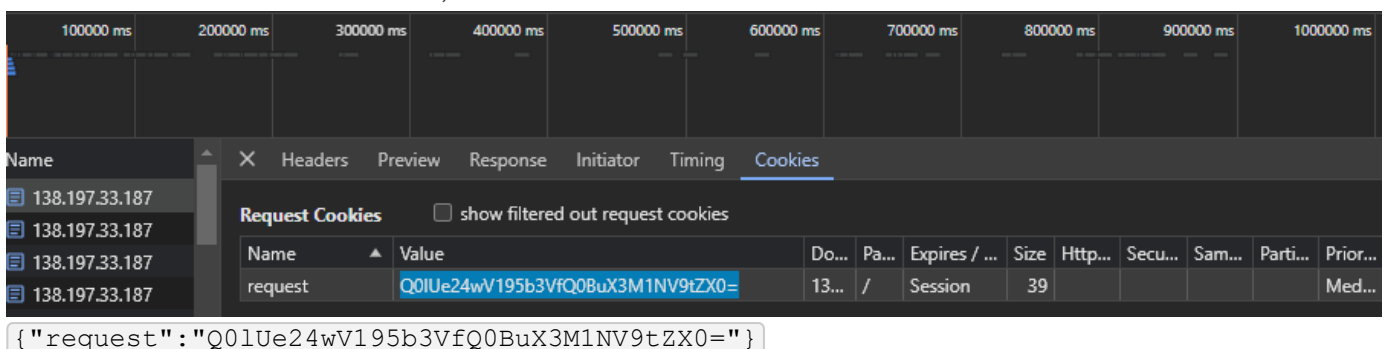 100000 ms 200000 ms 300000 ms 400000 ms 500000 ms 600000 ms 700000 ms 800000 ms 900000 ms 1000000 ms
Name × Headers Preview Response Initiator Timing Cookies
138.197.33.187
Request Cookies show filtered out request cookies
138.197.33.187
Name Value Do... Pa... Expires / ... Size Http... Secu... Sam... Parti... Prior...
138.197.33.187
request Q0lUe24wV195b3VfQ0BuX3M1NV9tZX0= 13... / Session 39 Med...
138.197.33.187
{"request":"Q0lUe24wV195b3VfQ0BuX3M1NV9tZX0="}